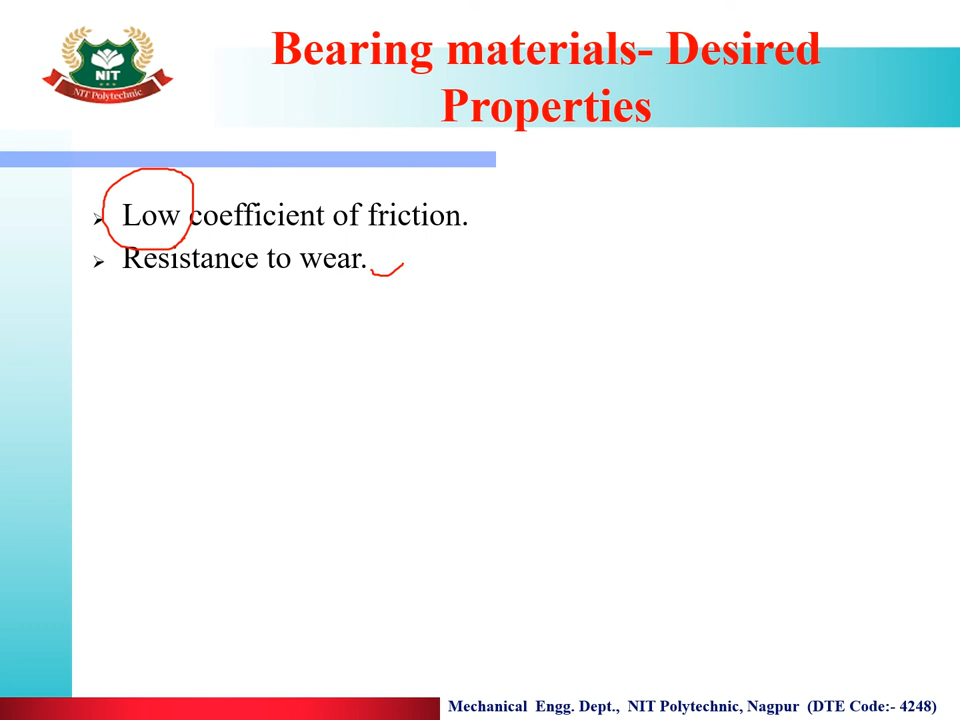 NIT
NIT Polytechnic
Bearing materials- Desired
Properties
➢ Low coefficient of friction.
➢ Resistance to wear.
Mechanical Engg. Dept., NIT Polytechnic, Nagpur (DTE Code:- 4248)